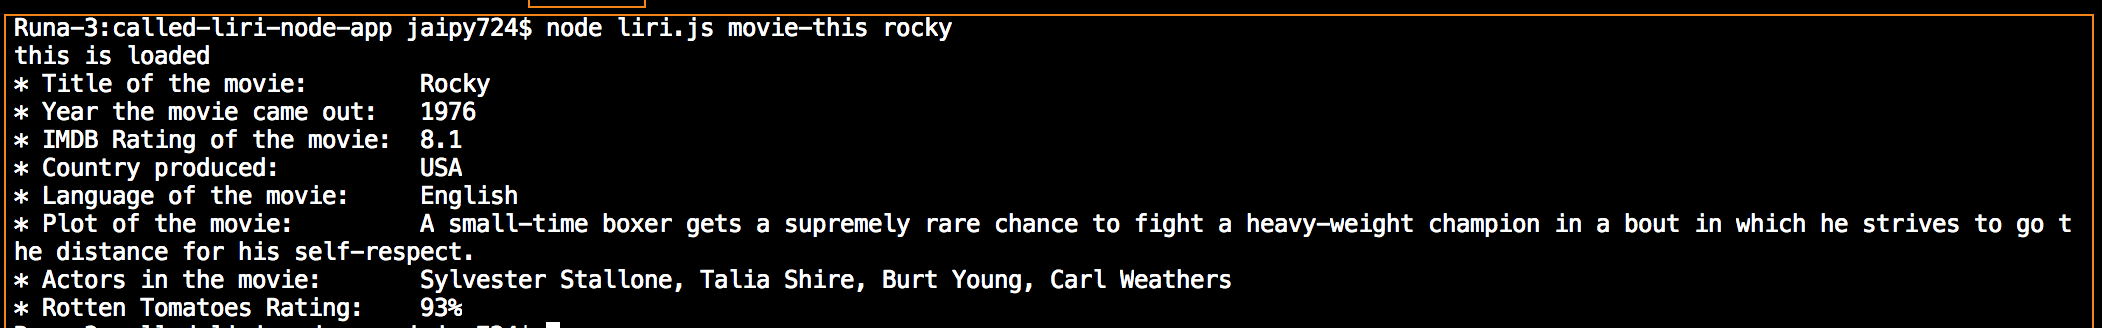 Runa-3:called-liri-node-app jaipy724$ node liri.js movie-this rocky
this is loaded
* Title of the movie:        Rocky
* Year the movie came out:   1976
* IMDB Rating of the movie:  8.1
* Country produced:          USA
* Language of the movie:     English
* Plot of the movie:         A small-time boxer gets a supremely rare chance to fight a heavy-weight champion in a bout in which he strives to go t
he distance for his self-respect.
* Actors in the movie:       Sylvester Stallone, Talia Shire, Burt Young, Carl Weathers
* Rotten Tomatoes Rating:    93%